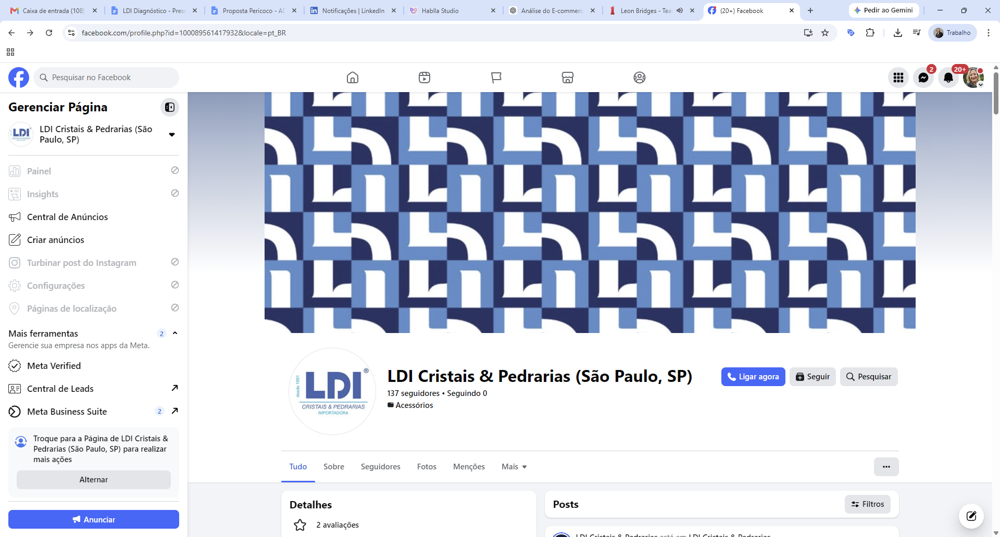 Caixa de entrada (108)
LDI Diagnóstico - Prese
Proposta Pericoco - AD
Notificações | LinkedIn
Hablla Studio
Análise do E-commerc
Leon Bridges - Tea
(20+) Facebook
Pedir ao Gemini
facebook.com/profile.php?id=100089561417932&locale=pt_BR
Trabalho
Pesquisar no Facebook
2
20+
Gerenciar Página
LDI Cristais & Pedrarias (São
Paulo, SP)
Painel
Insights
Central de Anúncios
Criar anúncios
Turbinar post do Instagram
Configurações
Páginas de localização
Mais ferramentas
2
Gerencie sua empresa nos apps da Meta.
Meta Verified
Central de Leads
Meta Business Suite
2
Troque para a Página de LDI Cristais &
Pedrarias (São Paulo, SP) para realizar
mais ações
Alternar
Anunciar
desde 1991
LDI®
CRISTAIS & PEDRARIAS
IMPORTADORA
LDI Cristais & Pedrarias (São Paulo, SP)
137 seguidores • Seguindo 0
Acessórios
Ligar agora
Seguir
Pesquisar
Tudo
Sobre
Seguidores
Fotos
Menções
Mais
Detalhes
2 avaliações
Posts
Filtros
LDI Cristais & Pedrarias está em LDI Cristais & Pedrarias